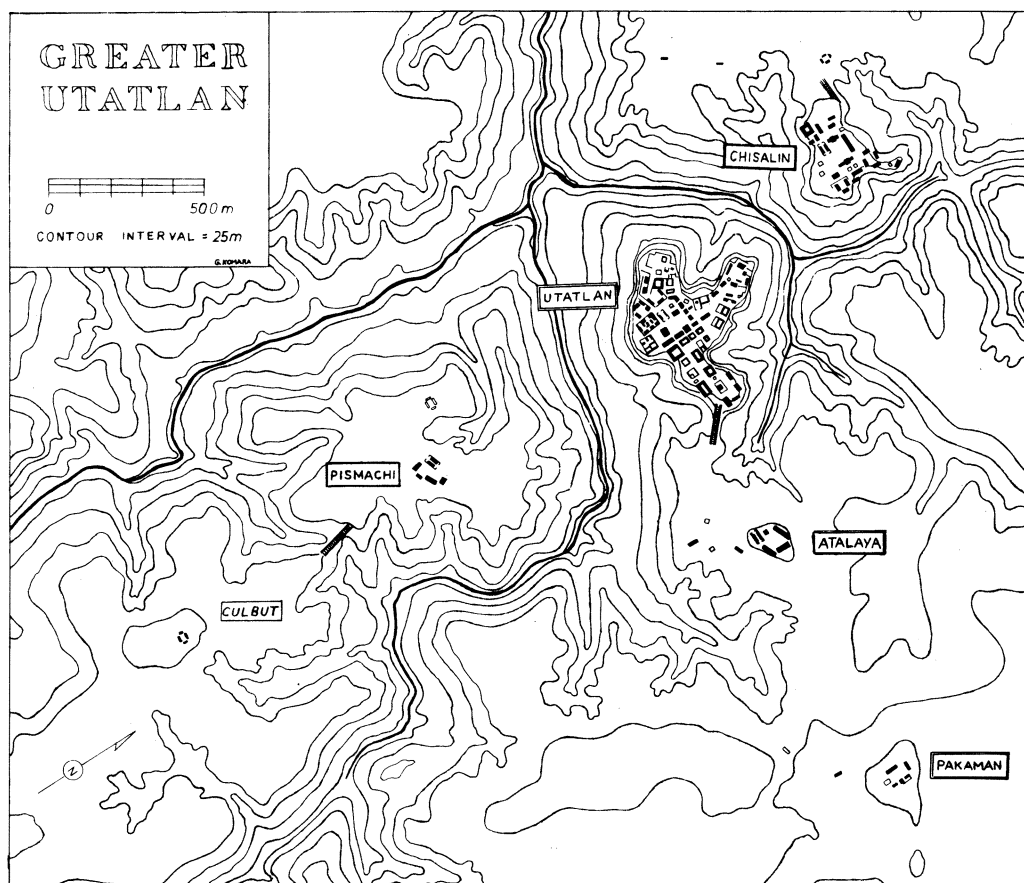 GREATER
UTATLAN
0 500m
CONTOUR INTERVAL = 25m
G. KOMARA
CHISALIN
UTATLAN
PISMACHI
ATALAYA
CULBUT
PAKAMAN
N